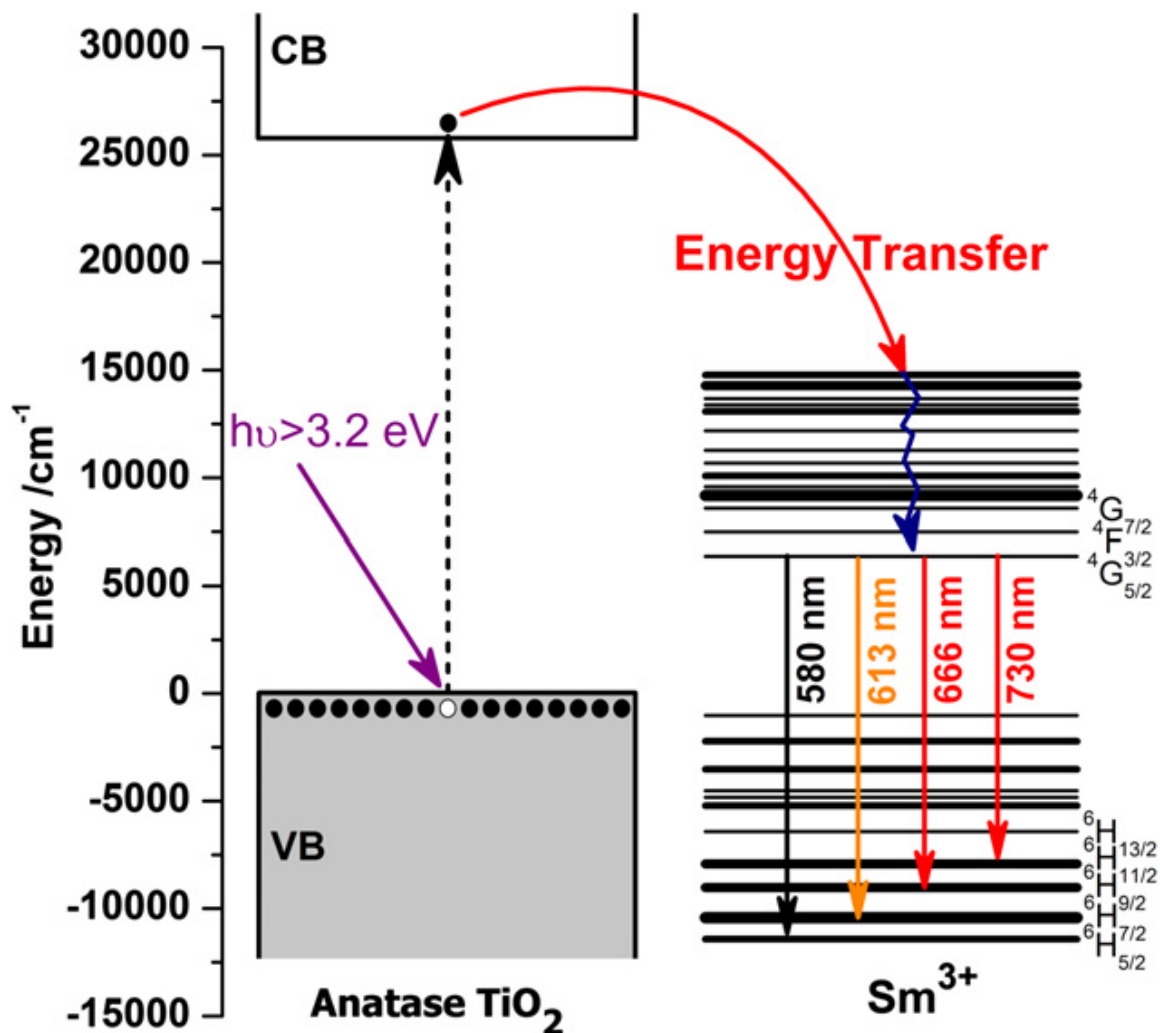 30000
25000
20000
15000
10000
5000
0
-5000
-10000
-15000
Energy /cm⁻¹
CB
hυ>3.2 eV
VB
Anatase TiO₂
Energy Transfer
⁴G₇/₂
⁴F₃/₂
⁴G₅/₂
580 nm
613 nm
666 nm
730 nm
⁶H₁₃/₂
⁶H₁₁/₂
⁶H₉/₂
⁶H₇/₂
⁶H₅/₂
Sm³⁺